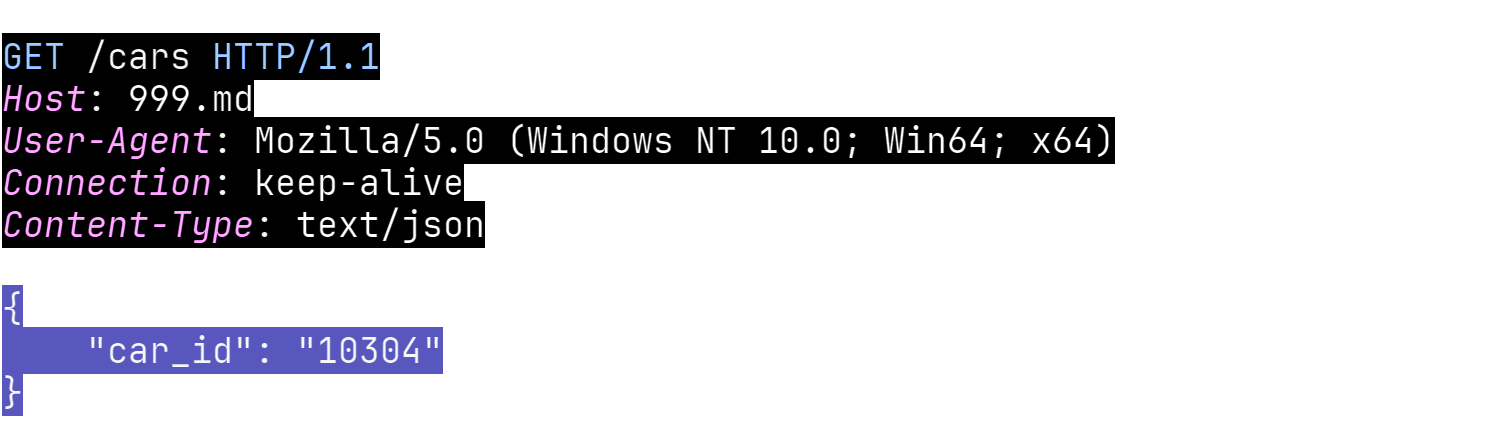 GET /cars HTTP/1.1
Host: 999.md
User-Agent: Mozilla/5.0 (Windows NT 10.0; Win64; x64)
Connection: keep-alive
Content-Type: text/json

{
    "car_id": "10304"
}